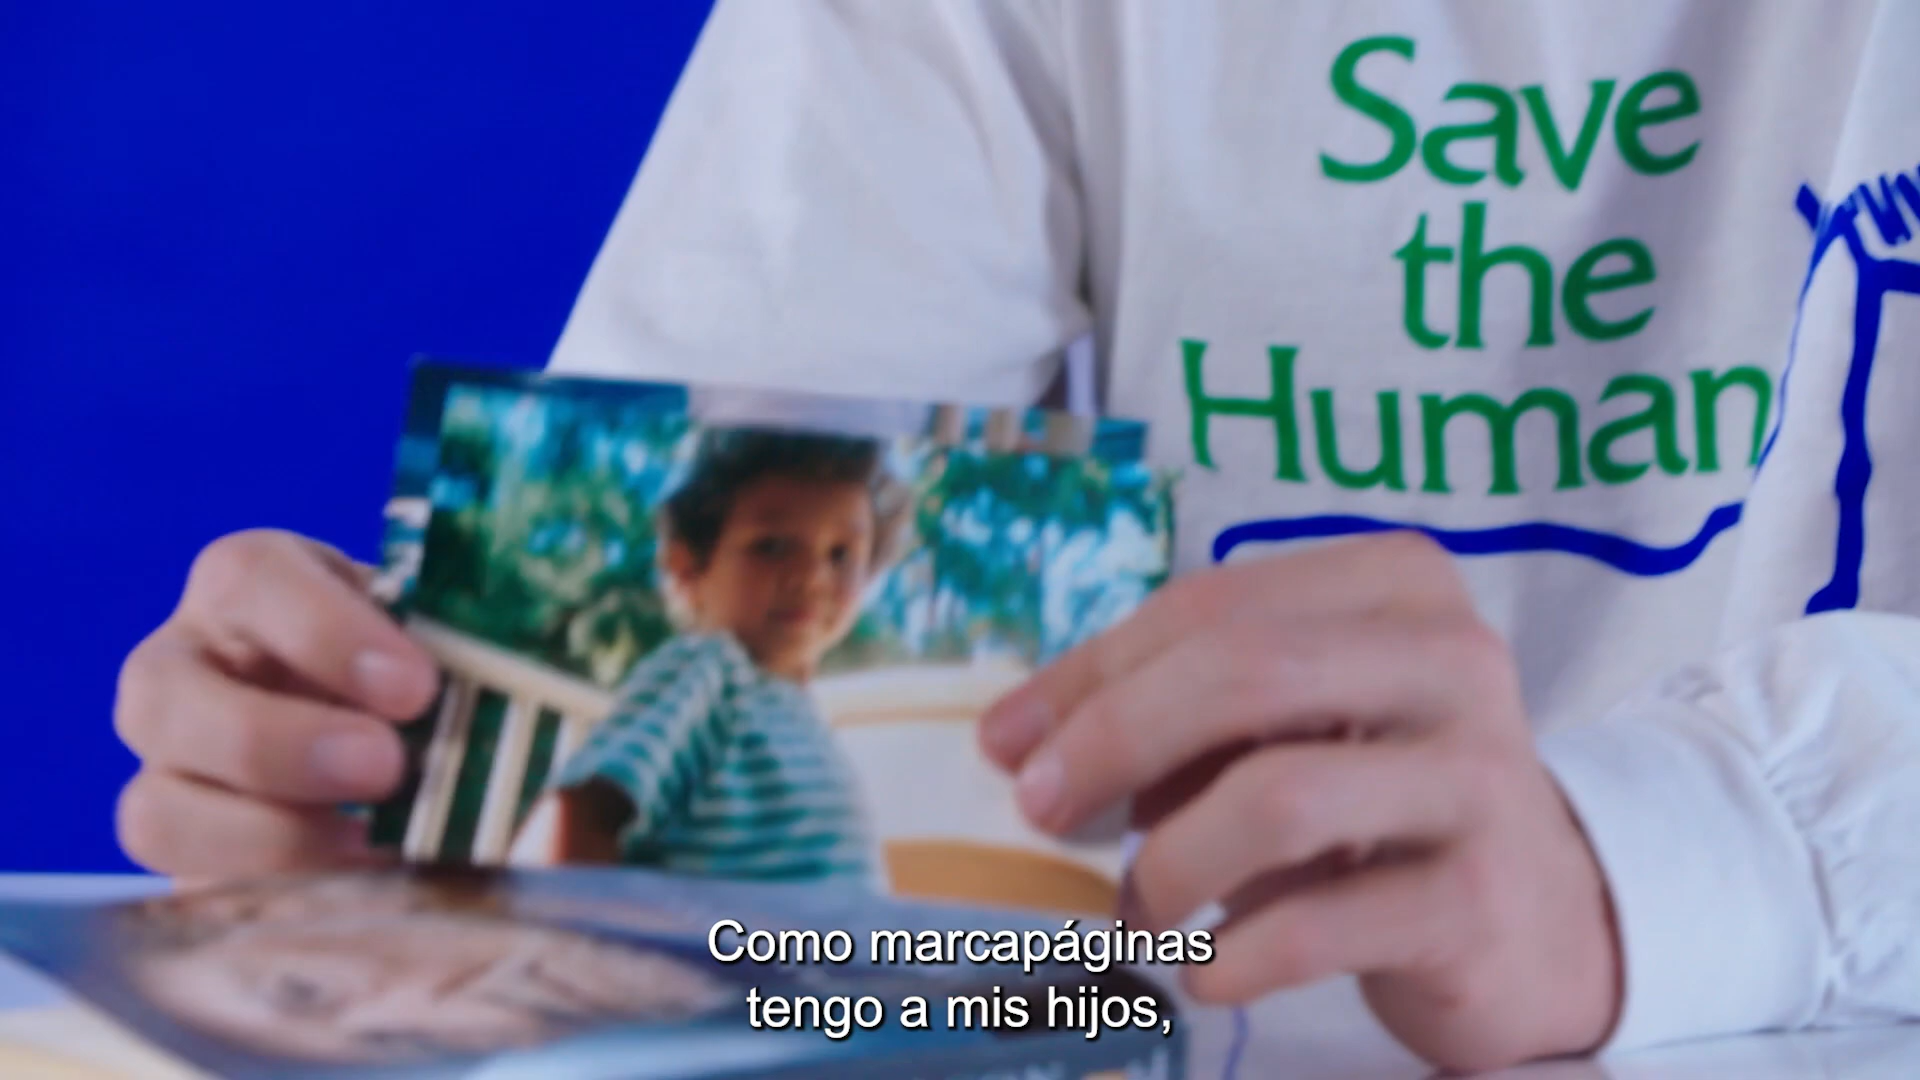 Save
the
Human
Como marcapáginas
tengo a mis hijos,